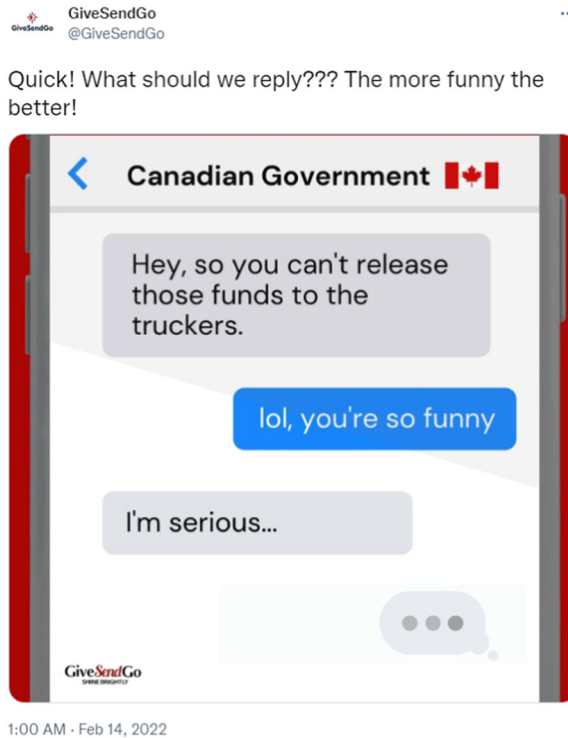 GiveSendGo
GiveSendGo
@GiveSendGo
Quick! What should we reply??? The more funny the
better!
Canadian Government
Hey, so you can't release
those funds to the
truckers.
lol, you're so funny
I'm serious...
GiveSendGo
SHINE BRIGHTLY
1:00 AM · Feb 14, 2022